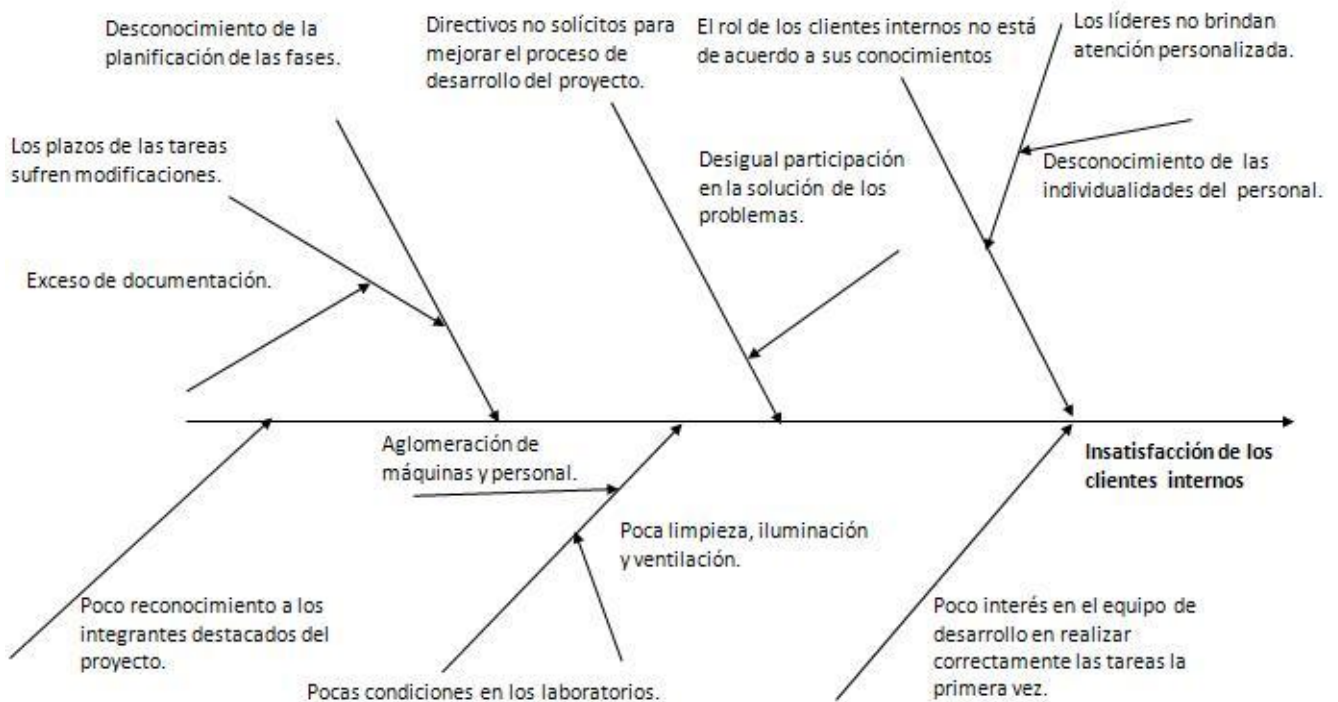 Desconocimiento de la
planificación de las fases.
Directivos no solícitos para
mejorar el proceso de
desarrollo del proyecto.
El rol de los clientes internos no está
de acuerdo a sus conocimientos
Los líderes no brindan
atención personalizada.
Los plazos de las tareas
sufren modificaciones.
Desigual participación
en la solución de los
problemas.
Desconocimiento de las
individualidades del personal.
Exceso de documentación.
Aglomeración de
máquinas y personal.
Insatisfacción de los
clientes internos
Poca limpieza, iluminación
y ventilación.
Poco reconocimiento a los
integrantes destacados del
proyecto.
Pocas condiciones en los laboratorios.
Poco interés en el equipo de
desarrollo en realizar
correctamente las tareas la
primera vez.